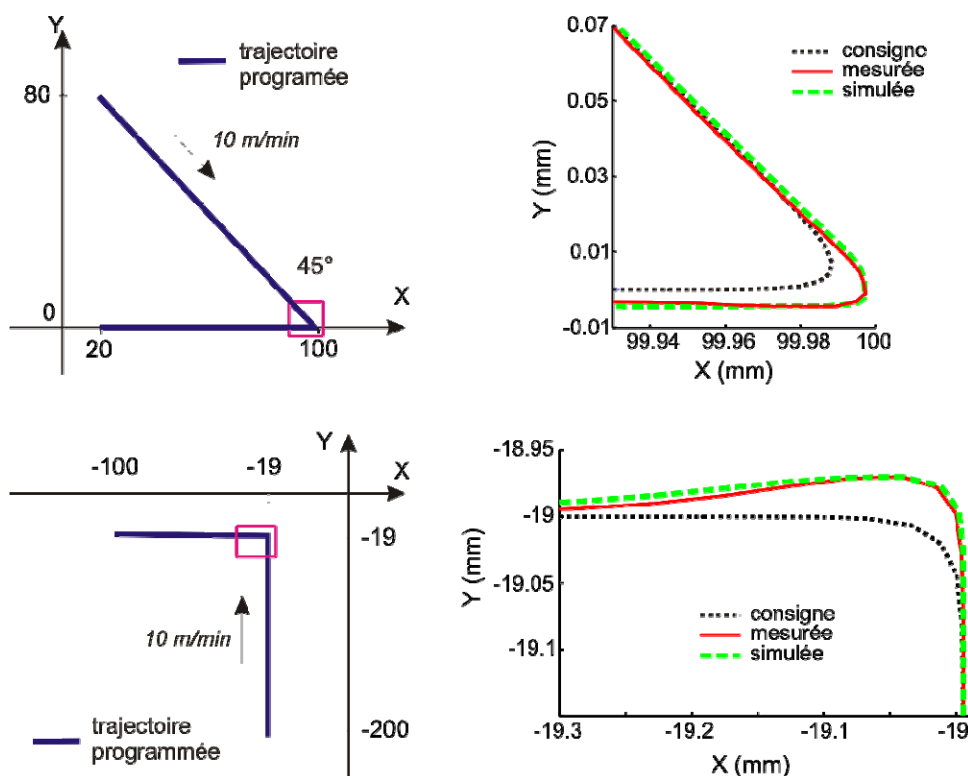 Y
trajectoire
programée
80
10 m/min
45°
X
0
20
100
0.07
consigne
mesurée
simulée
0.05
Y (mm)
0.03
0.01
-0.01
99.94
99.96
99.98
100
X (mm)
Y
-100
-19
X
-19
10 m/min
trajectoire
programmée
-200
-18.95
-19
Y (mm)
-19.05
consigne
mesurée
simulée
-19.1
-19.3
-19.2
-19.1
-19
X (mm)